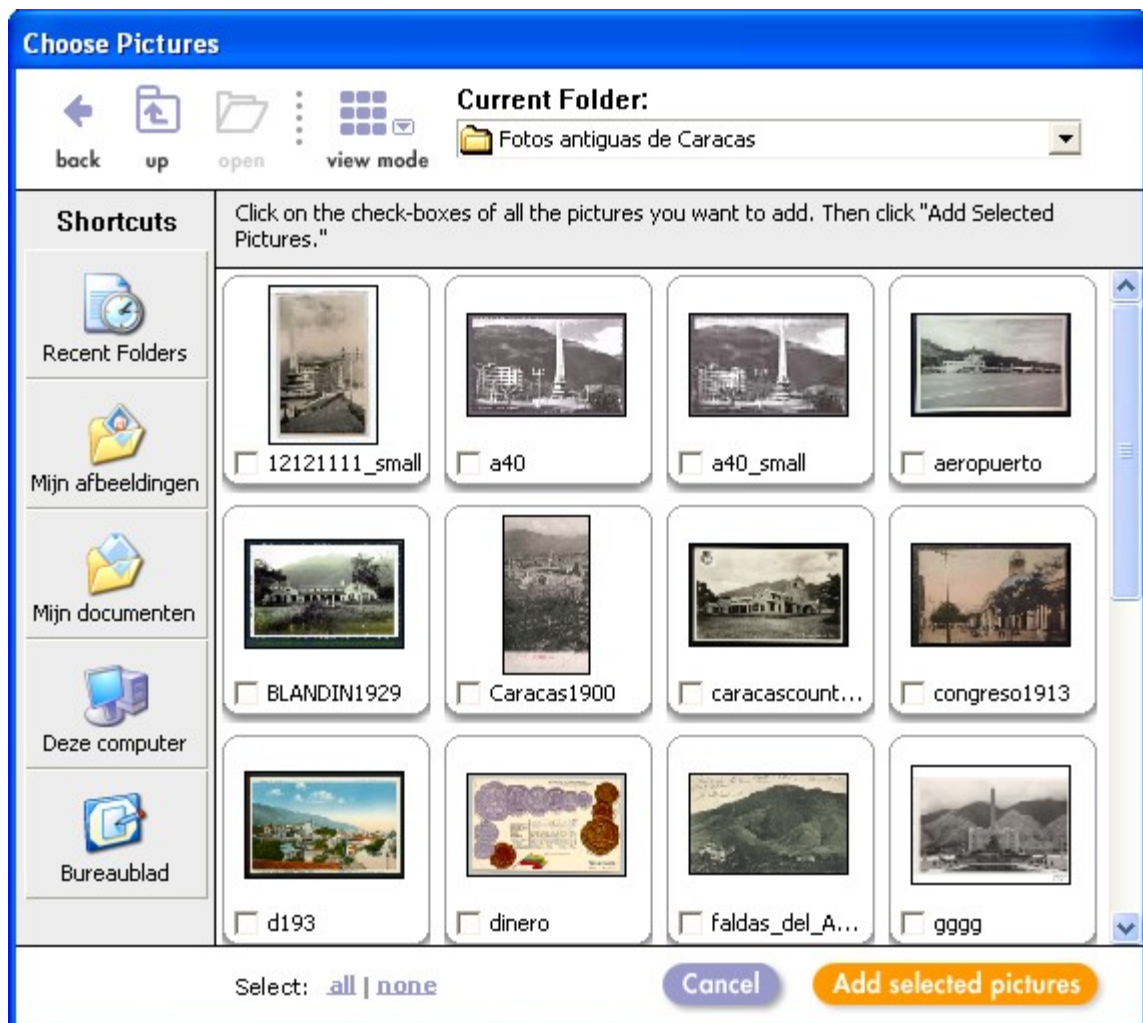 Choose Pictures
back
up
open
view mode
Current Folder:
Fotos antiguas de Caracas
Shortcuts
Recent Folders
Mijn afbeeldingen
Mijn documenten
Deze computer
Bureaublad
Click on the check-boxes of all the pictures you want to add. Then click "Add Selected
Pictures."
12121111_small
a40
a40_small
aeropuerto
BLANDIN1929
Caracas1900
caracascount...
congreso1913
d193
dinero
faldas_del_A...
gggg
Select: all | none
Cancel
Add selected pictures